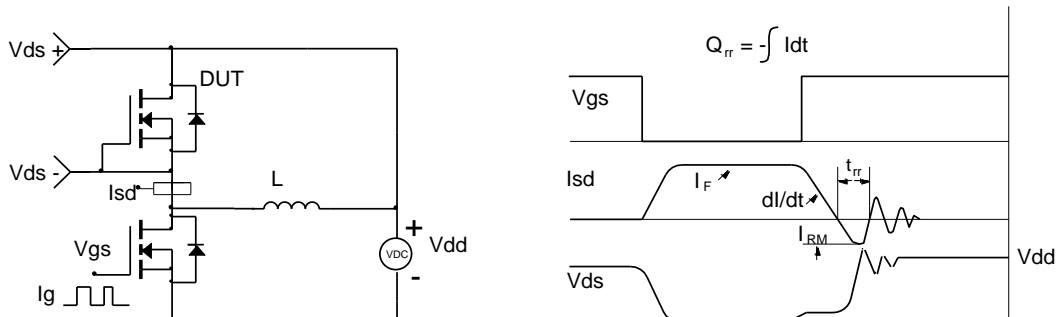 Vds +
DUT
Vds -
Isd
L
Vgs
+
VDC
Vdd
-
Ig
Qrr = -∫ Idt
Vgs
Isd
IF
dI/dt
trr
IRM
Vdd
Vds